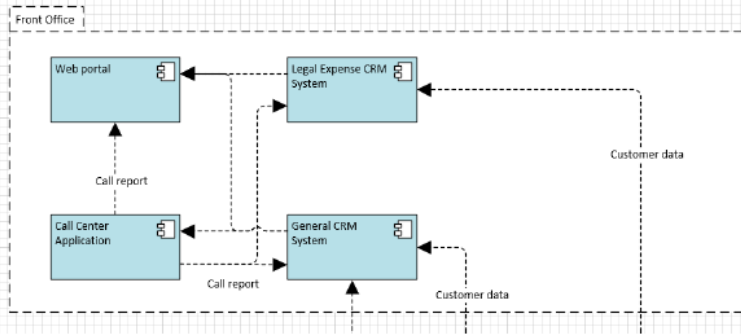 Front Office
Web portal
Legal Expense CRM
System
Customer data
Call report
Call Center
Application
General CRM
System
Call report
Customer data